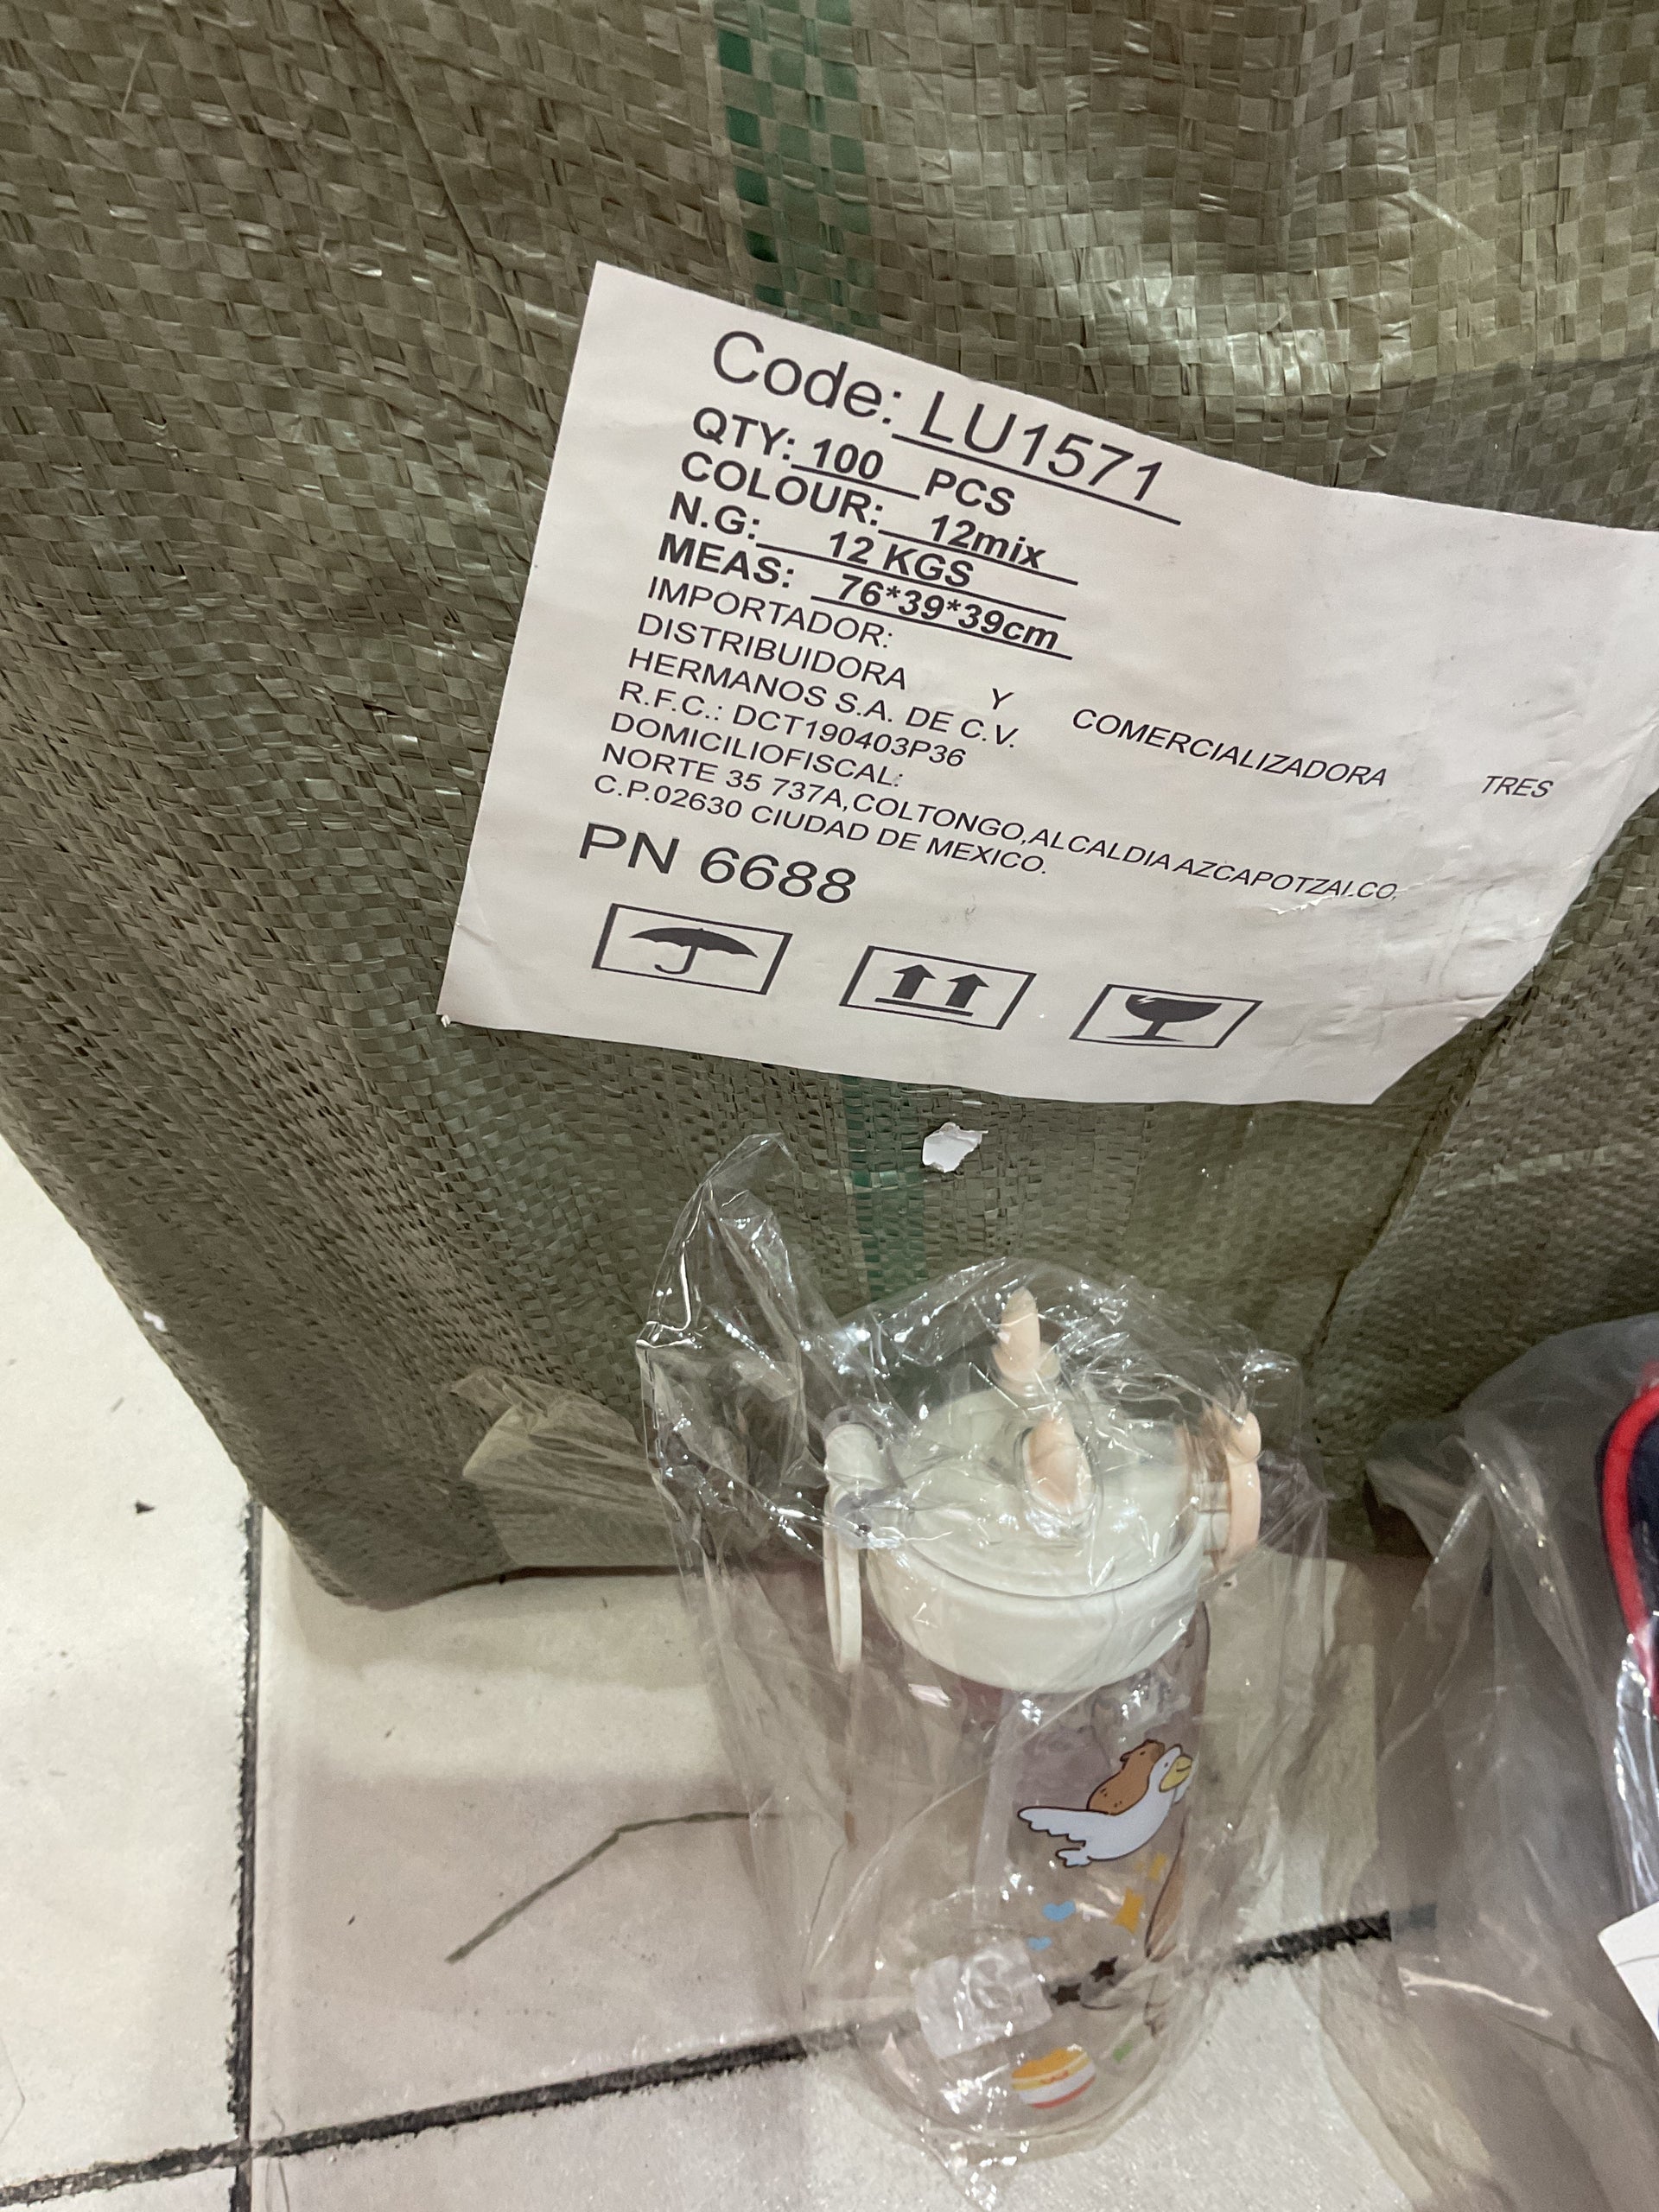 Code: LU1571
QTY: 100 PCS
COLOUR: 12mix
N.G: 12 KGS
MEAS: 76*39*39cm
IMPORTADOR:
DISTRIBUIDORA Y COMERCIALIZADORA TRES
HERMANOS S.A. DE C.V.
R.F.C.: DCT190403P36
DOMICILIOFISCAL:
NORTE 35 737A,COLTONGO,ALCALDIA AZCAPOTZALCO,
C.P.02630 CIUDAD DE MEXICO.
PN 6688